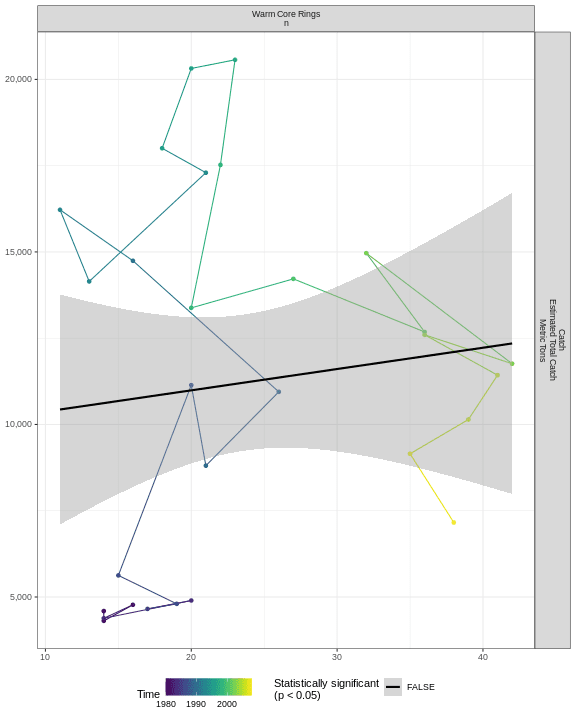 Warm Core Rings
n
20,000
15,000
10,000
5,000
10
20
30
40
Catch
Estimated Total Catch
Metric Tons
Time
1980
1990
2000
Statistically significant
(p < 0.05)
FALSE